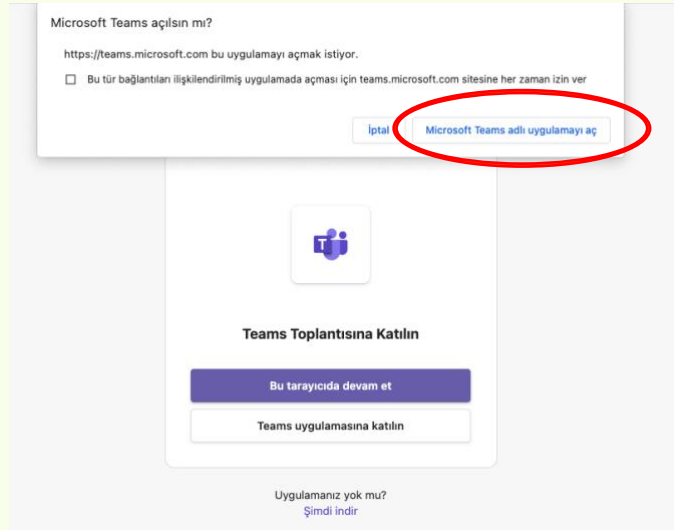 Microsoft Teams açılsın mı?
https://teams.microsoft.com bu uygulamayı açmak istiyor.
Bu tür bağlantıları ilişkilendirilmiş uygulamada açması için teams.microsoft.com sitesine her zaman izin ver
İptal
Microsoft Teams adlı uygulamayı aç
T
Teams Toplantısına Katılın
Bu tarayıcıda devam et
Teams uygulamasına katılın
Uygulamanız yok mu?
Şimdi indir